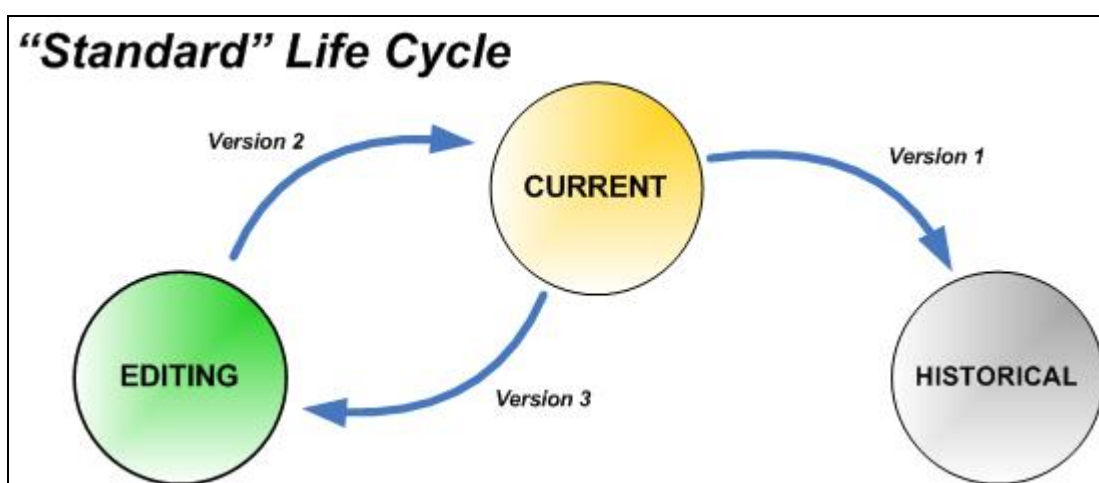 “Standard” Life Cycle
Version 2
Version 1
CURRENT
EDITING
HISTORICAL
Version 3